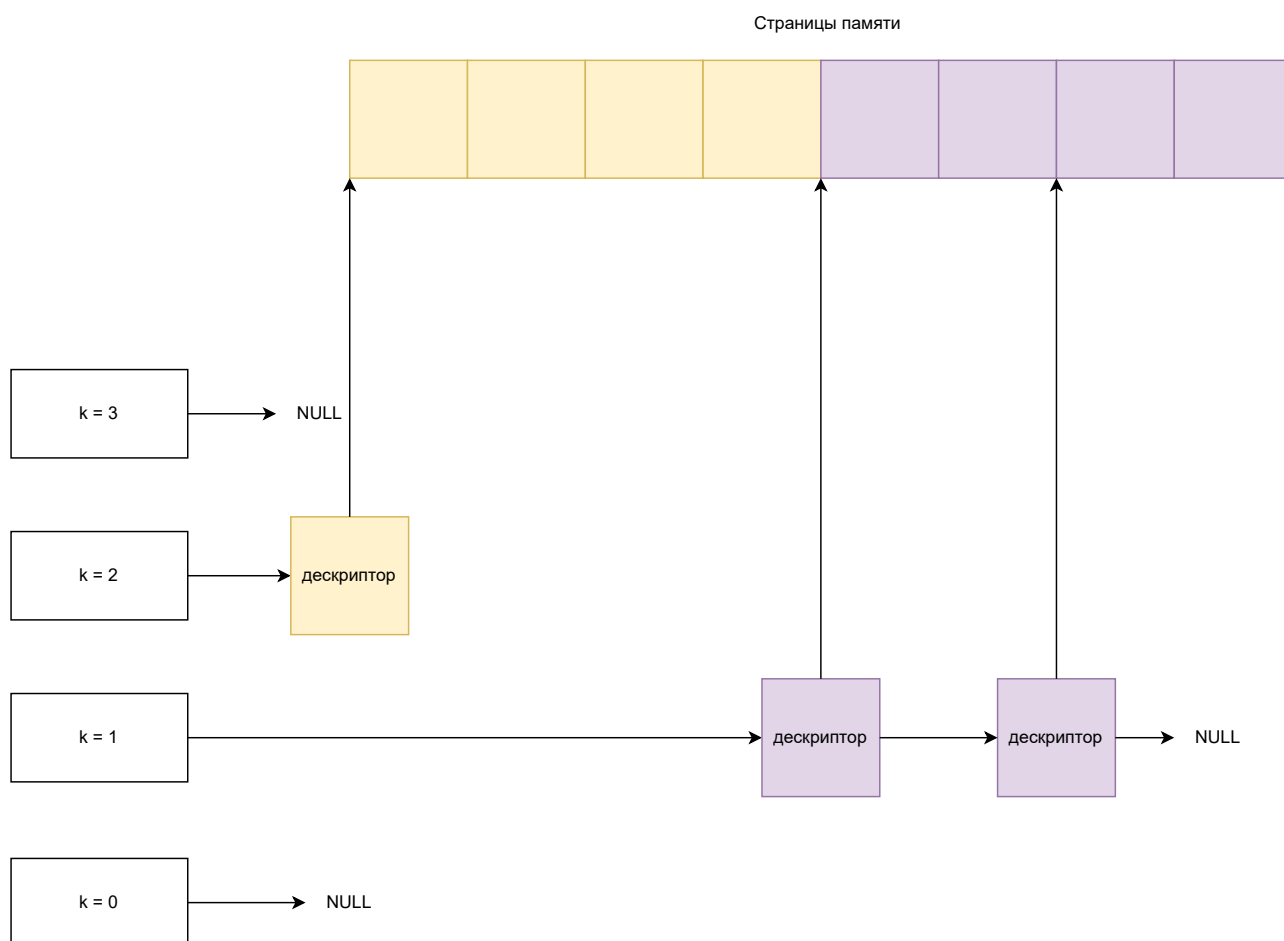 Страницы памяти
k = 3
NULL
k = 2
дескриптор
k = 1
дескриптор
дескриптор
NULL
k = 0
NULL